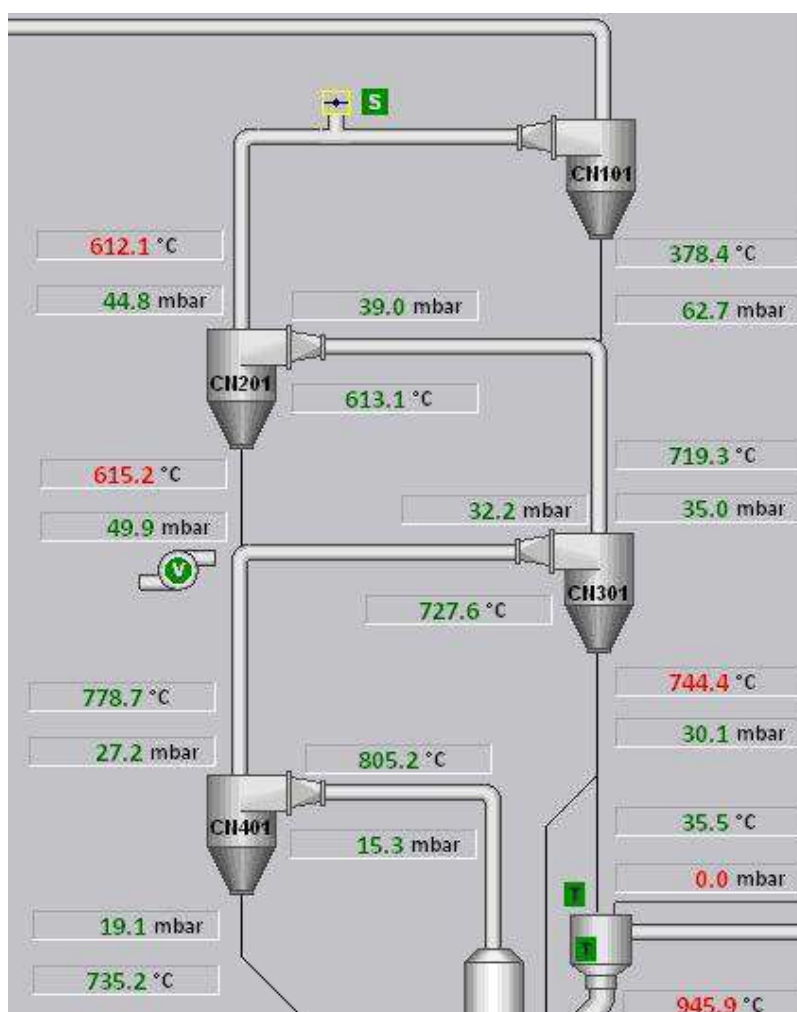 S
CN101
612.1 °C
378.4 °C
44.8 mbar
39.0 mbar
62.7 mbar
CN201
613.1 °C
615.2 °C
719.3 °C
49.9 mbar
32.2 mbar
35.0 mbar
V
CN301
727.6 °C
778.7 °C
744.4 °C
27.2 mbar
805.2 °C
30.1 mbar
CN401
15.3 mbar
35.5 °C
0.0 mbar
T
19.1 mbar
T
735.2 °C
945.9 °C